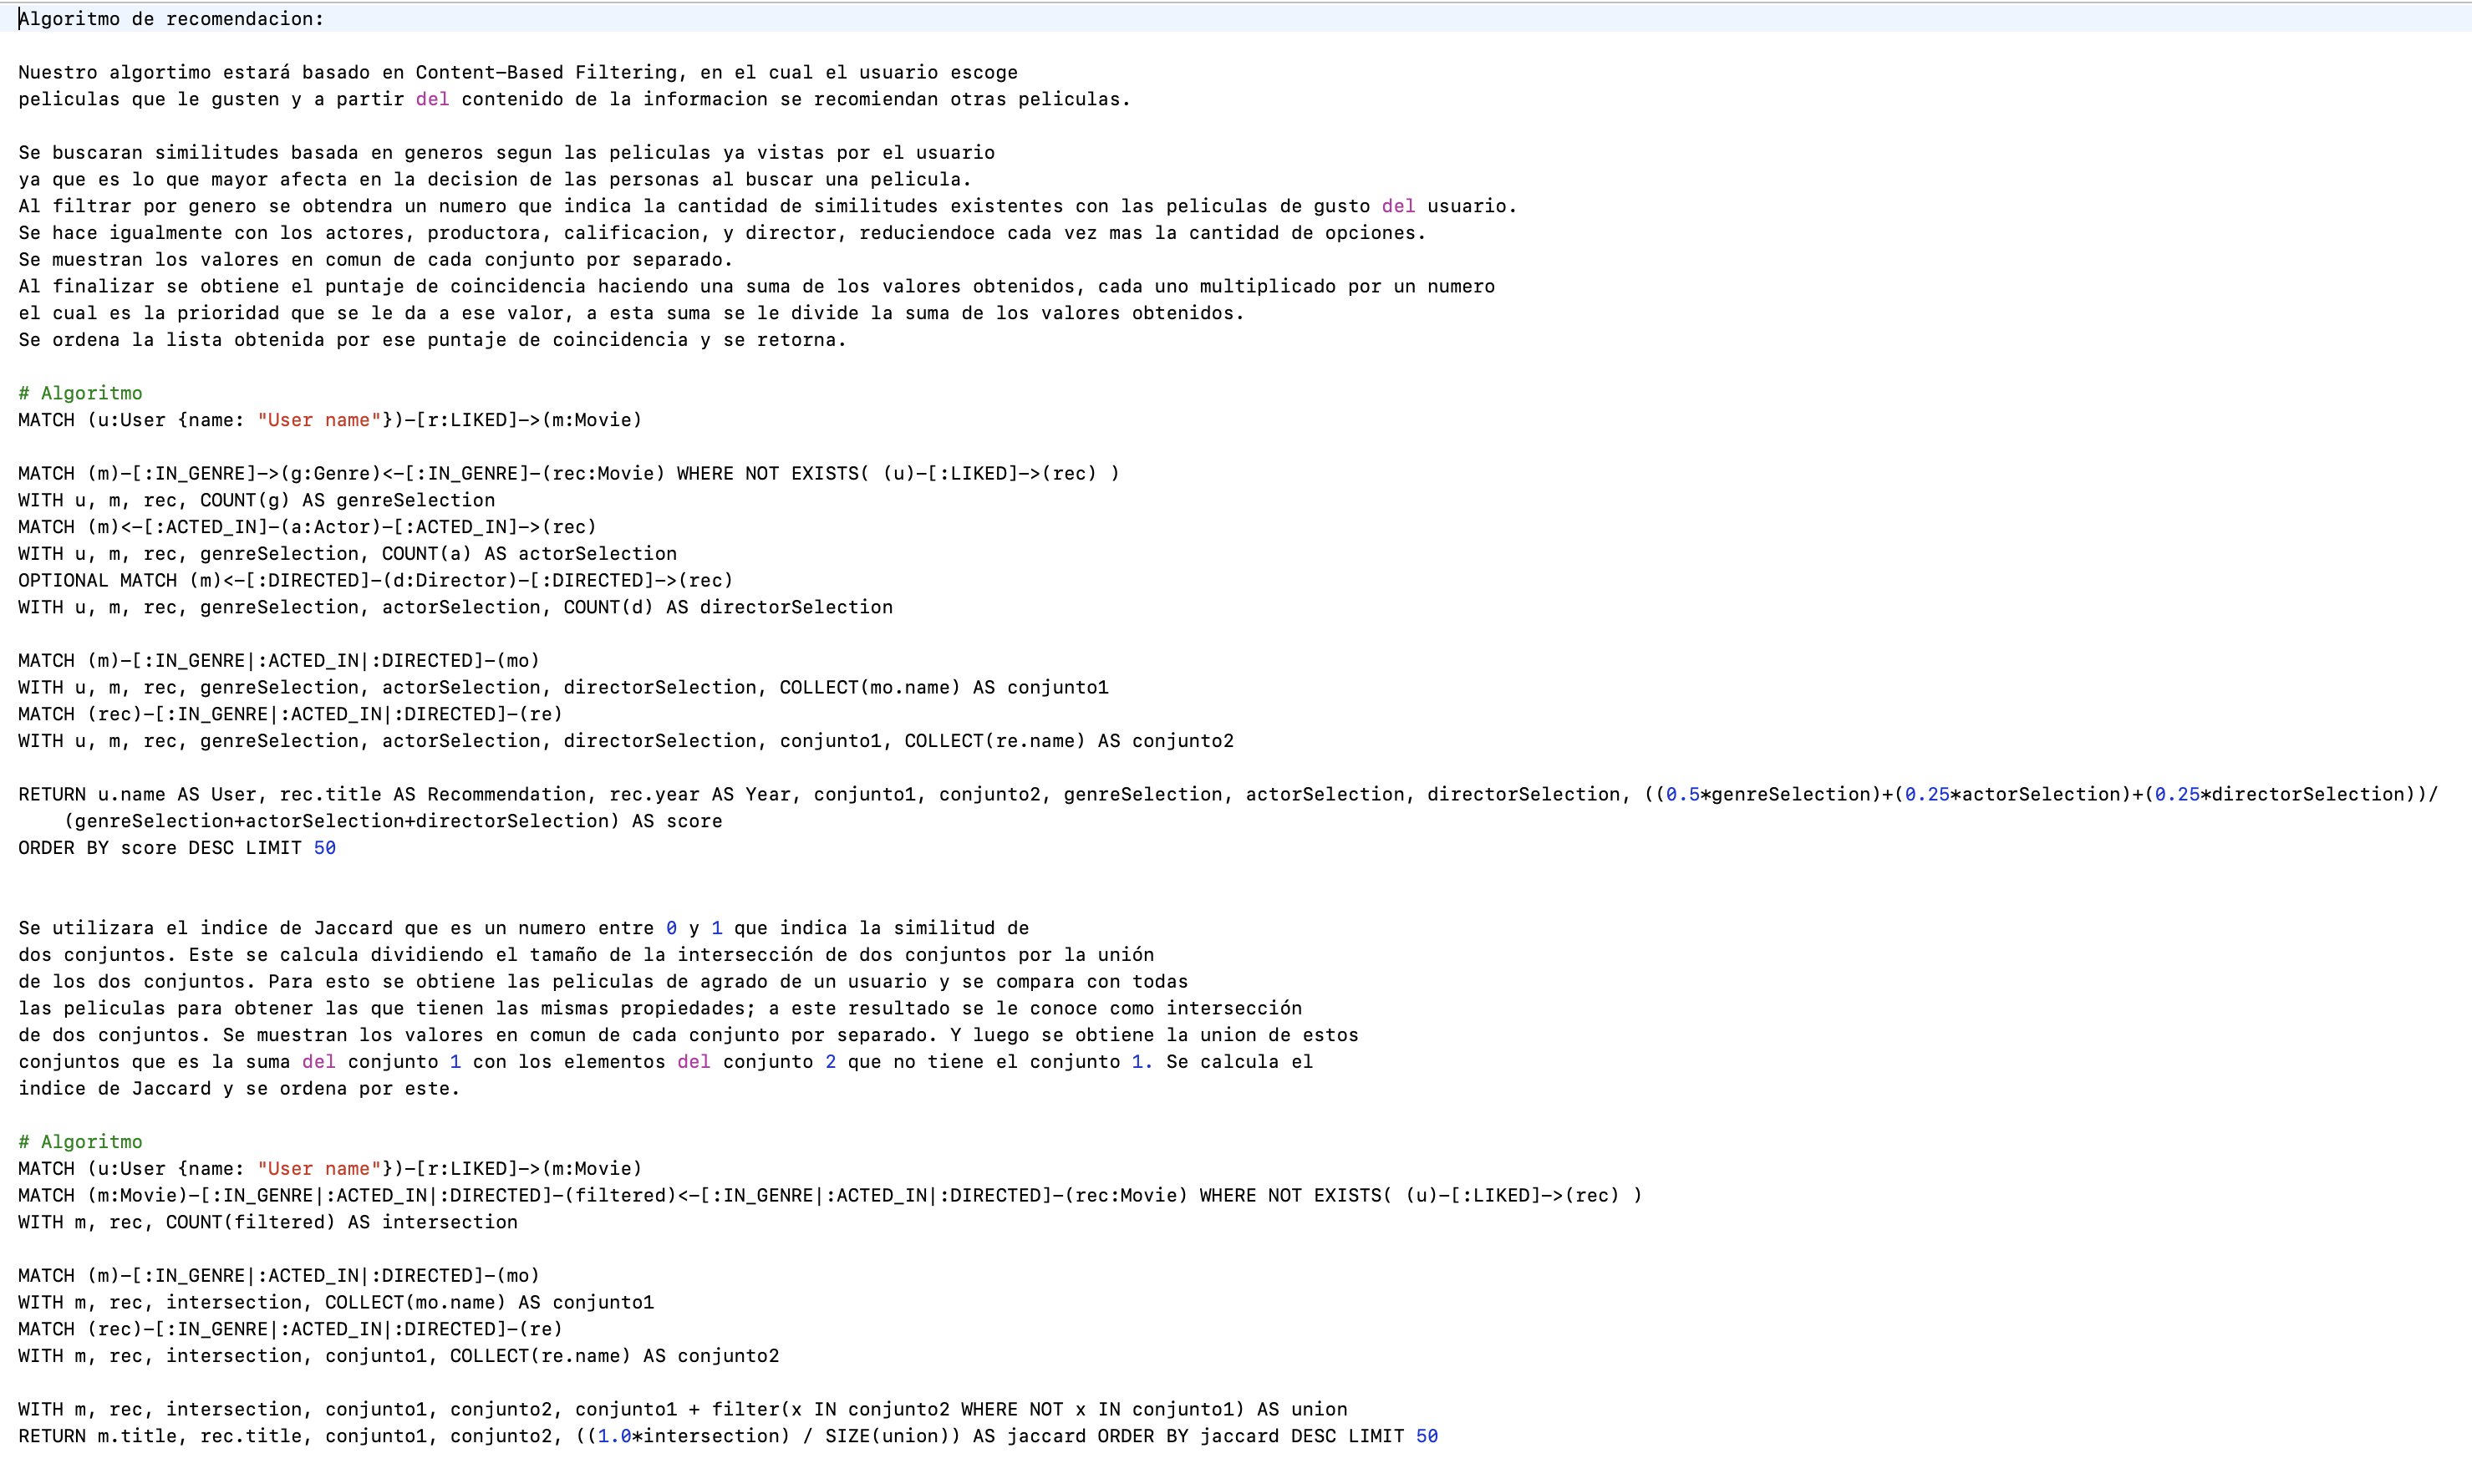 Algoritmo de recomendacion:
Nuestro algortimo estará basado en Content-Based Filtering, en el cual el usuario escoge
peliculas que le gusten y a partir del contenido de la informacion se recomiendan otras peliculas.
Se buscaran similitudes basada en generos segun las peliculas ya vistas por el usuario
ya que es lo que mayor afecta en la decision de las personas al buscar una pelicula.
Al filtrar por genero se obtendra un numero que indica la cantidad de similitudes existentes con las peliculas de gusto del usuario.
Se hace igualmente con los actores, productora, calificacion, y director, reduciendoce cada vez mas la cantidad de opciones.
Se muestran los valores en comun de cada conjunto por separado.
Al finalizar se obtiene el puntaje de coincidencia haciendo una suma de los valores obtenidos, cada uno multiplicado por un numero
el cual es la prioridad que se le da a ese valor, a esta suma se le divide la suma de los valores obtenidos.
Se ordena la lista obtenida por ese puntaje de coincidencia y se retorna.
# Algoritmo
MATCH (u:User {name: "User name"})-[r:LIKED]->(m:Movie)
MATCH (m)-[:IN_GENRE]->(g:Genre)<-[:IN_GENRE]-(rec:Movie) WHERE NOT EXISTS( (u)-[:LIKED]->(rec) )
WITH u, m, rec, COUNT(g) AS genreSelection
MATCH (m)<-[:ACTED_IN]-(a:Actor)-[:ACTED_IN]->(rec)
WITH u, m, rec, genreSelection, COUNT(a) AS actorSelection
OPTIONAL MATCH (m)<-[:DIRECTED]-(d:Director)-[:DIRECTED]->(rec)
WITH u, m, rec, genreSelection, actorSelection, COUNT(d) AS directorSelection
MATCH (m)-[:IN_GENRE|:ACTED_IN|:DIRECTED]-(mo)
WITH u, m, rec, genreSelection, actorSelection, directorSelection, COLLECT(mo.name) AS conjunto1
MATCH (rec)-[:IN_GENRE|:ACTED_IN|:DIRECTED]-(re)
WITH u, m, rec, genreSelection, actorSelection, directorSelection, conjunto1, COLLECT(re.name) AS conjunto2
RETURN u.name AS User, rec.title AS Recommendation, rec.year AS Year, conjunto1, conjunto2, genreSelection, actorSelection, directorSelection, ((0.5*genreSelection)+(0.25*actorSelection)+(0.25*directorSelection))/
(genreSelection+actorSelection+directorSelection) AS score
ORDER BY score DESC LIMIT 50
Se utilizara el indice de Jaccard que es un numero entre 0 y 1 que indica la similitud de
dos conjuntos. Este se calcula dividiendo el tamaño de la intersección de dos conjuntos por la unión
de los dos conjuntos. Para esto se obtiene las peliculas de agrado de un usuario y se compara con todas
las peliculas para obtener las que tienen las mismas propiedades; a este resultado se le conoce como intersección
de dos conjuntos. Se muestran los valores en comun de cada conjunto por separado. Y luego se obtiene la union de estos
conjuntos que es la suma del conjunto 1 con los elementos del conjunto 2 que no tiene el conjunto 1. Se calcula el
indice de Jaccard y se ordena por este.
# Algoritmo
MATCH (u:User {name: "User name"})-[r:LIKED]->(m:Movie)
MATCH (m:Movie)-[:IN_GENRE|:ACTED_IN|:DIRECTED]-(filtered)<-[:IN_GENRE|:ACTED_IN|:DIRECTED]-(rec:Movie) WHERE NOT EXISTS( (u)-[:LIKED]->(rec) )
WITH m, rec, COUNT(filtered) AS intersection
MATCH (m)-[:IN_GENRE|:ACTED_IN|:DIRECTED]-(mo)
WITH m, rec, intersection, COLLECT(mo.name) AS conjunto1
MATCH (rec)-[:IN_GENRE|:ACTED_IN|:DIRECTED]-(re)
WITH m, rec, intersection, conjunto1, COLLECT(re.name) AS conjunto2
WITH m, rec, intersection, conjunto1, conjunto2, conjunto1 + filter(x IN conjunto2 WHERE NOT x IN conjunto1) AS union
RETURN m.title, rec.title, conjunto1, conjunto2, ((1.0*intersection) / SIZE(union)) AS jaccard ORDER BY jaccard DESC LIMIT 50